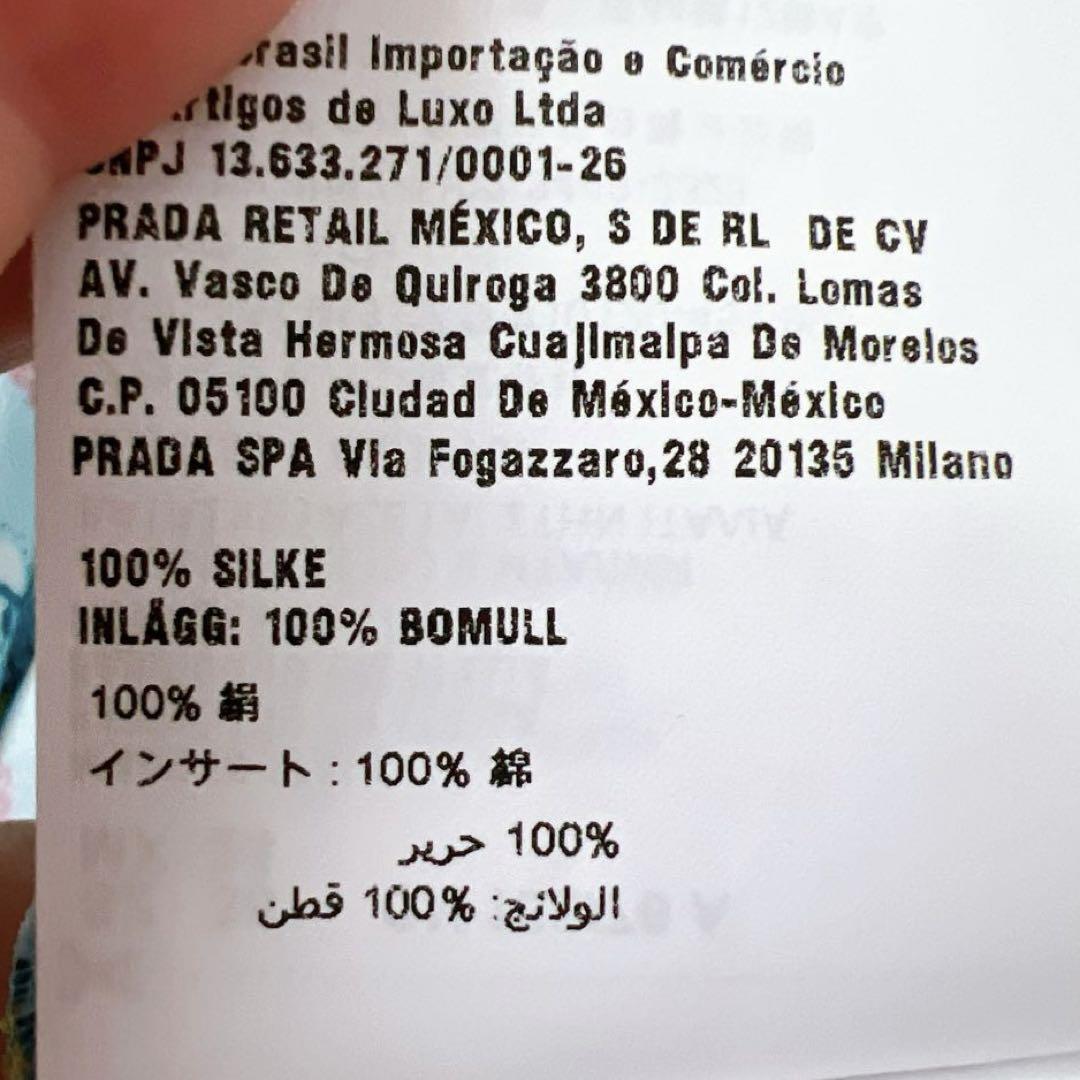 rasil Importação e Comércio
rtigos de Luxo Ltda
CNPJ 13.633.271/0001-26
PRADA RETAIL MÉXICO, S DE RL DE CV
AV. Vasco De Quiroga 3800 Col. Lomas
De Vista Hermosa Cuajimalpa De Morelos
C.P. 05100 Ciudad De México-México
PRADA SPA Via Fogazzaro,28 20135 Milano
100% SILKE
INLÄGG: 100% BOMULL
100% 絹
インサート : 100% 綿
100% حرير
الولائج: 100% قطن